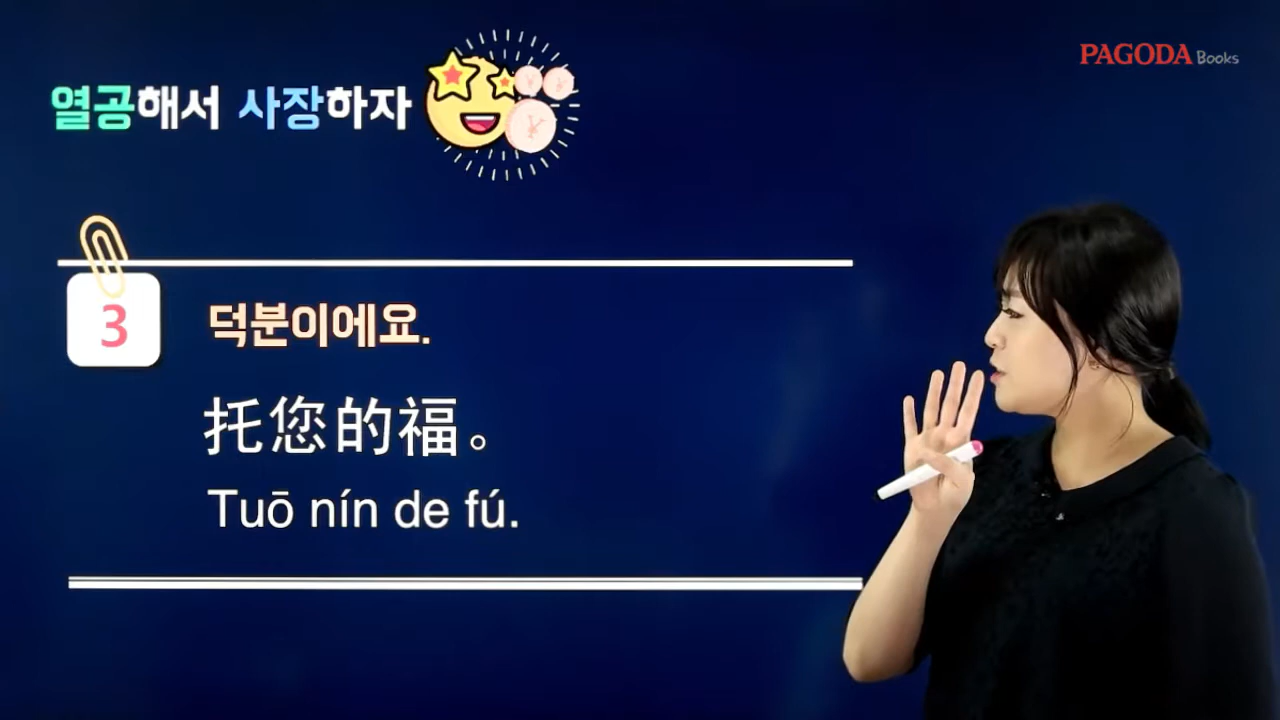 열공해서 사장하자
PAGODA Books
3
덕분이에요.
托您的福。
Tuō nín de fú.